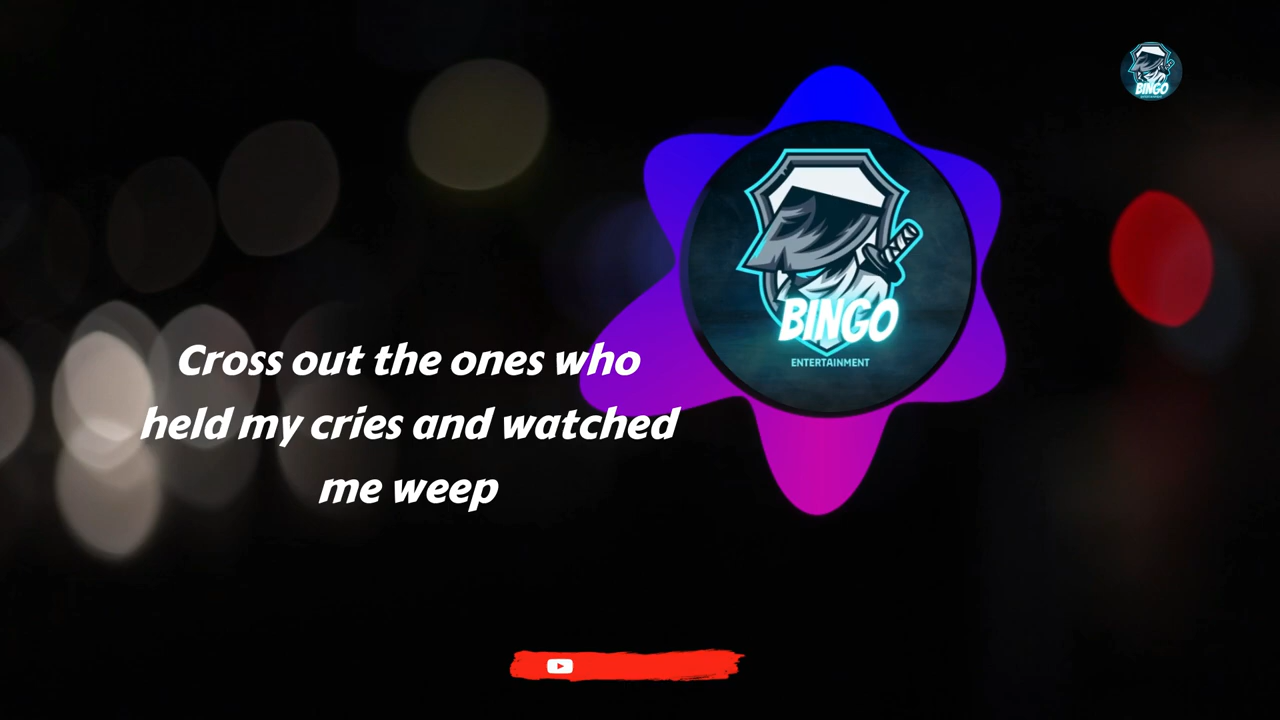 BINGO
BINGO
ENTERTAINMENT
Cross out the ones who
held my cries and watched
me weep